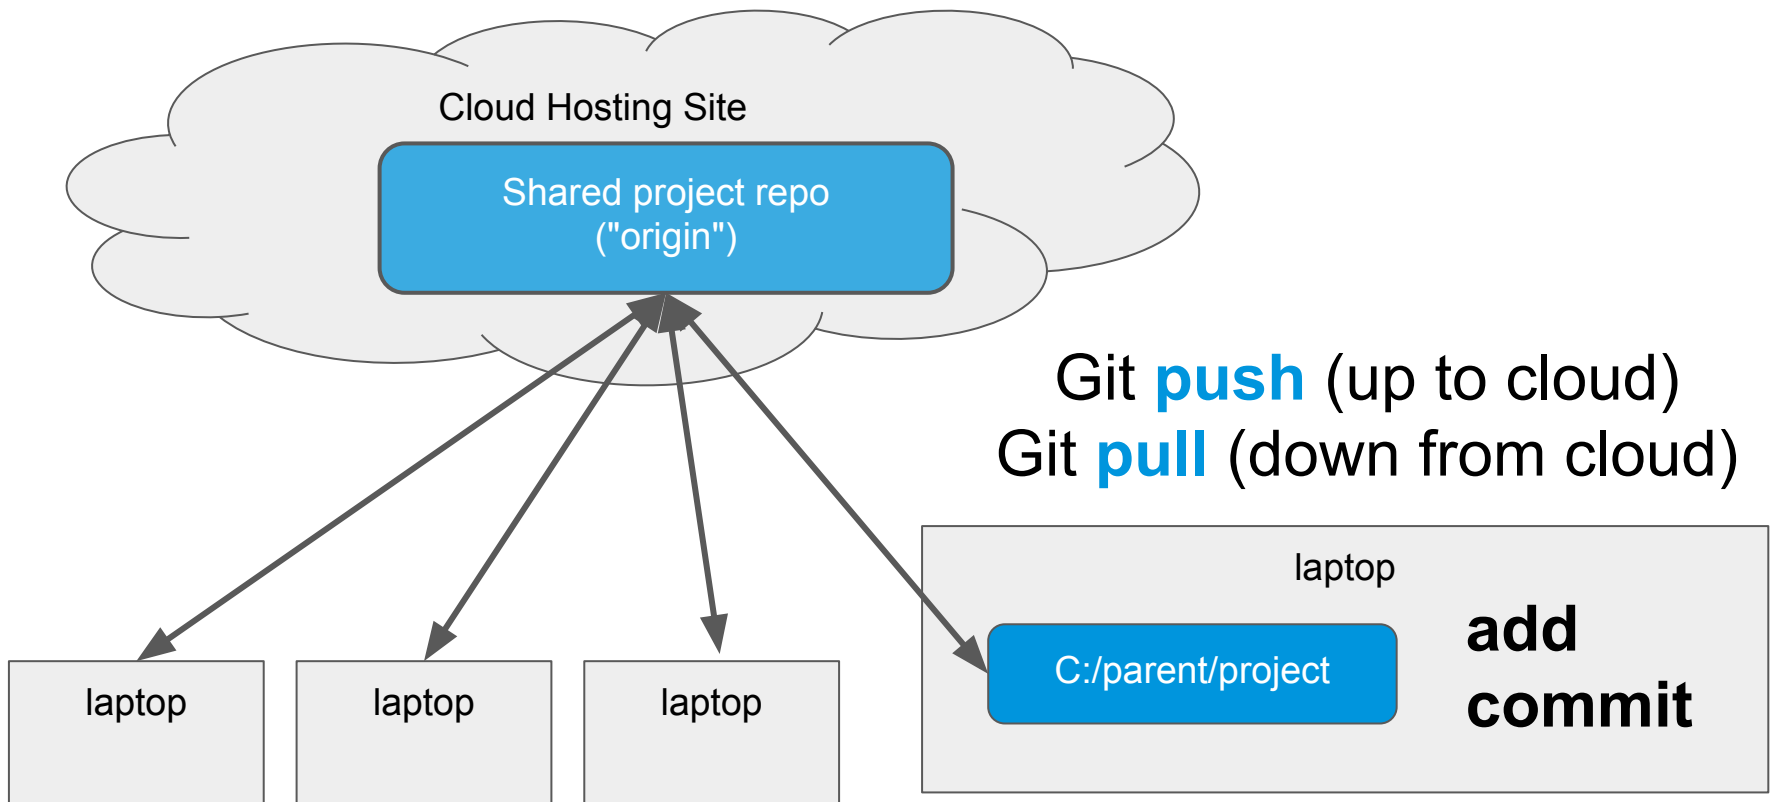 Cloud Hosting Site
Shared project repo
("origin")
Git push (up to cloud)
Git pull (down from cloud)
laptop
laptop
laptop
laptop
C:/parent/project
add
commit